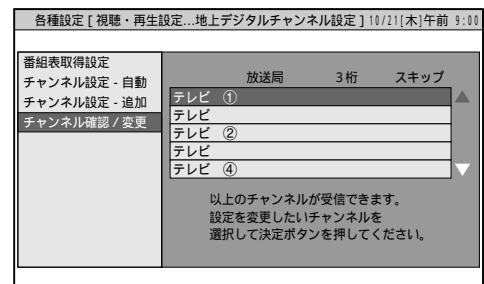 各種設定 [ 視聴・再生設定...地上デジタルチャンネル設定 ] 10/21[木]午前 9:00
番組表取得設定
チャンネル設定 - 自動
チャンネル設定 - 追加
チャンネル確認 / 変更
放送局 3桁 スキップ
テレビ ①
テレビ
テレビ ②
テレビ
テレビ ④
以上のチャンネルが受信できます。
設定を変更したいチャンネルを
選択して決定ボタンを押してください。